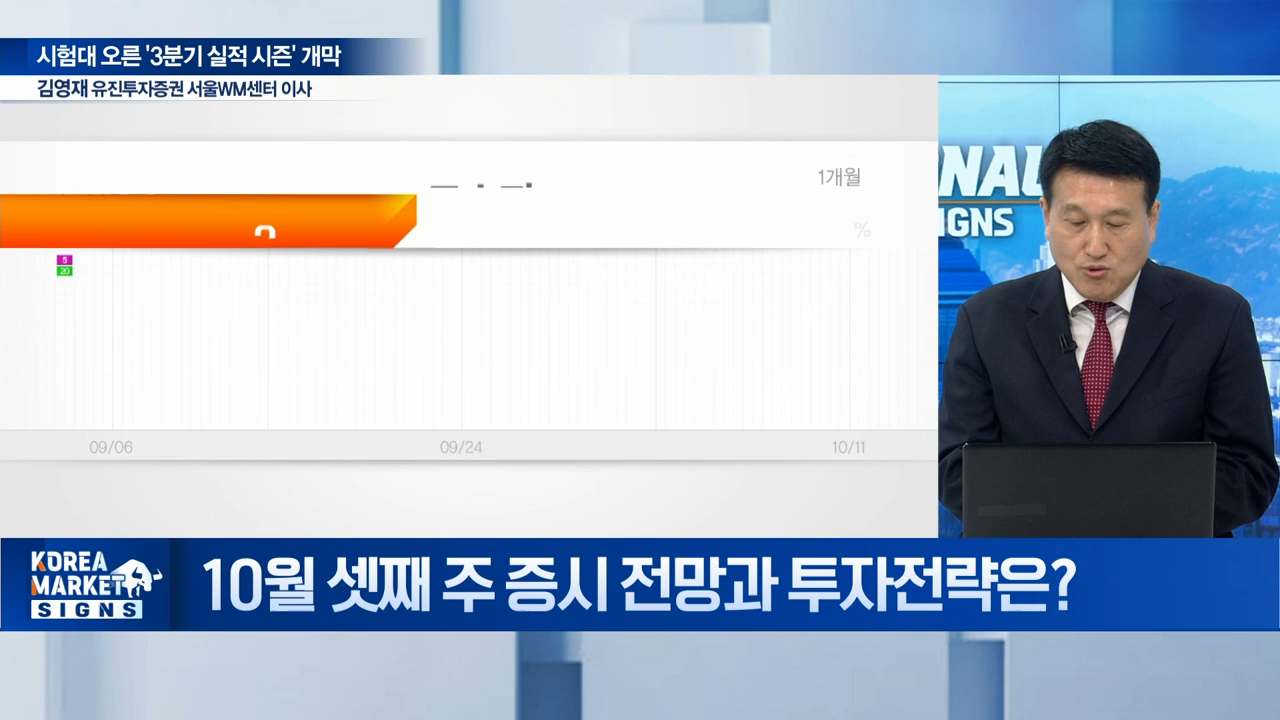 시험대 오른 '3분기 실적 시즌' 개막
김영재 유진투자증권 서울WM센터 이사
1개월
%
5
20
09/06
09/24
10/11
NAL
IGNS
KOREA
MARKET
SIGNS
10월 셋째 주 증시 전망과 투자전략은?